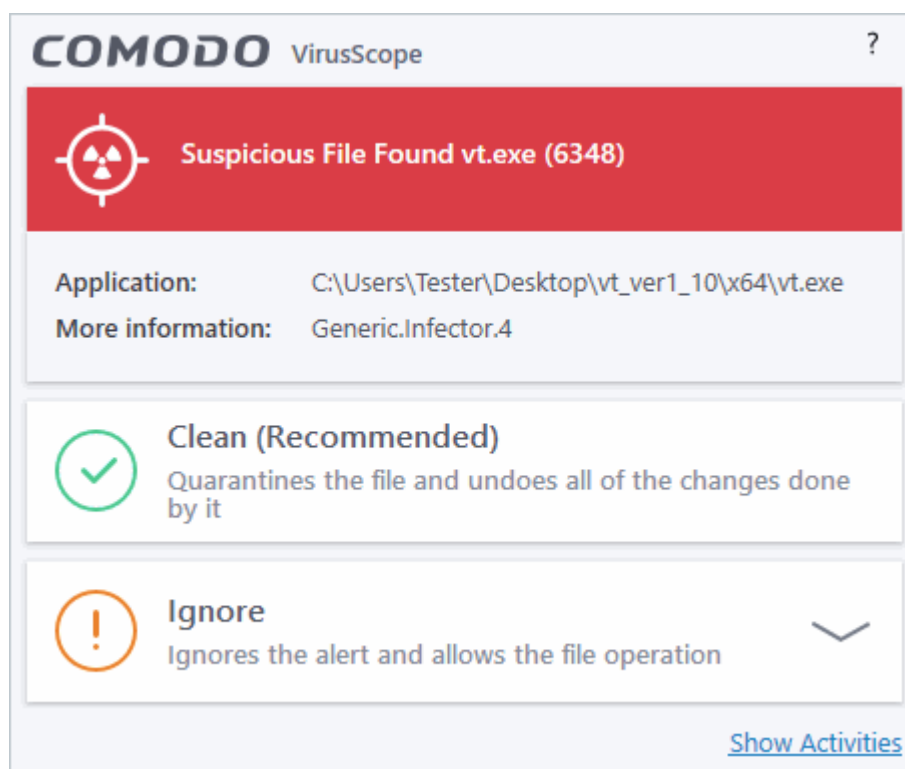 COMODO VirusScope ?
Suspicious File Found vt.exe (6348)
Application: C:\Users\Tester\Desktop\vt_ver1_10\x64\vt.exe
More information: Generic.Infector.4
Clean (Recommended)
Quarantines the file and undoes all of the changes done
by it
Ignore
Ignores the alert and allows the file operation
Show Activities